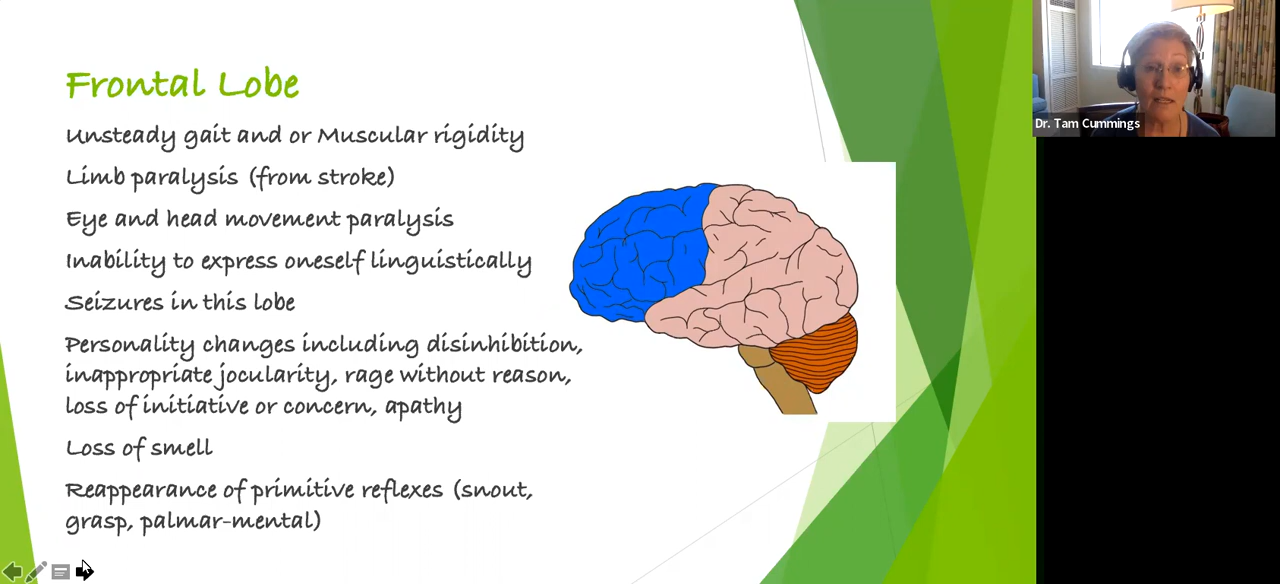 Frontal Lobe
Unsteady gait and or Muscular rigidity
Limb paralysis (from stroke)
Eye and head movement paralysis
Inability to express oneself linguistically
Seizures in this lobe
Personality changes including disinhibition,
inappropriate jocularity, rage without reason,
loss of initiative or concern, apathy
Loss of smell
Reappearance of primitive reflexes (snout,
grasp, palmar-mental)
Dr. Tam Cummings